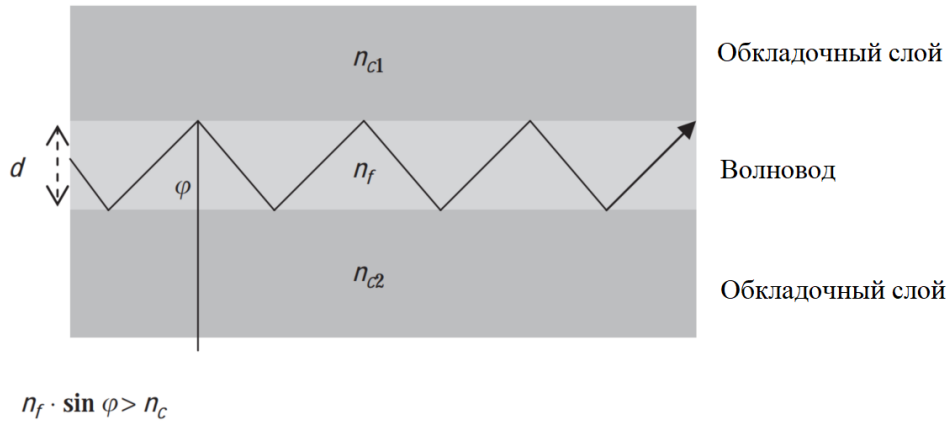 n_c1
Обкладочный слой
d
φ
n_f
Волновод
n_c2
Обкладочный слой
n_f · sin φ > n_c